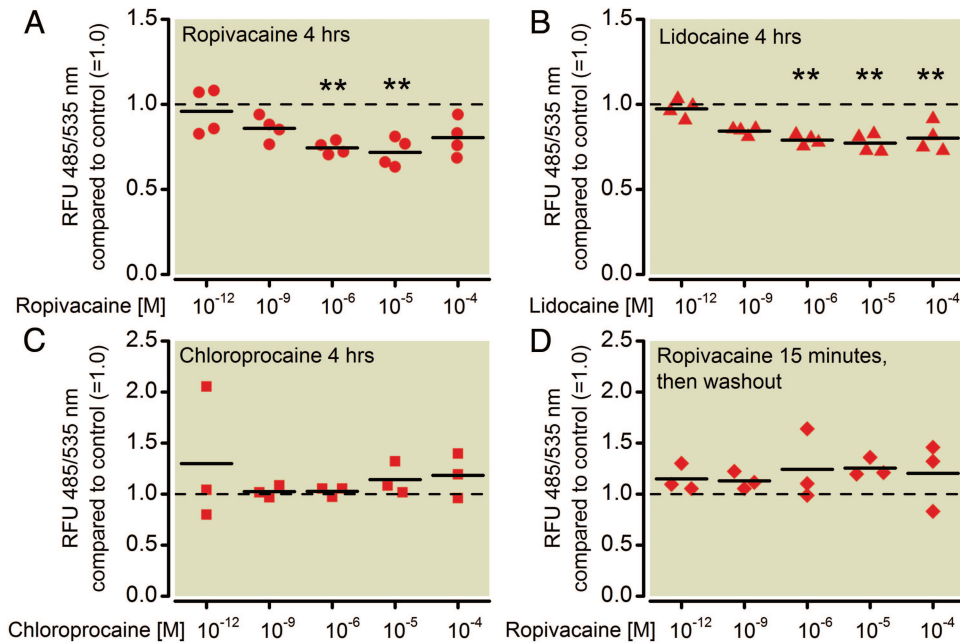 A
Ropivacaine 4 hrs
RFU 485/535 nm
compared to control (=1.0)
1.5
1.0
0.5
0.0
** **
Ropivacaine [M] 10-12 10-9 10-6 10-5 10-4
B
Lidocaine 4 hrs
RFU 485/535 nm
compared to control (=1.0)
1.5
1.0
0.5
0.0
** ** **
Lidocaine [M] 10-12 10-9 10-6 10-5 10-4
C
Chloroprocaine 4 hrs
RFU 485/535 nm
compared to control (=1.0)
2.5
2.0
1.5
1.0
0.5
0.0
Chloroprocaine [M] 10-12 10-9 10-6 10-5 10-4
D
Ropivacaine 15 minutes,
then washout
RFU 485/535 nm
compared to control (=1.0)
2.5
2.0
1.5
1.0
0.5
0.0
Ropivacaine [M] 10-12 10-9 10-6 10-5 10-4